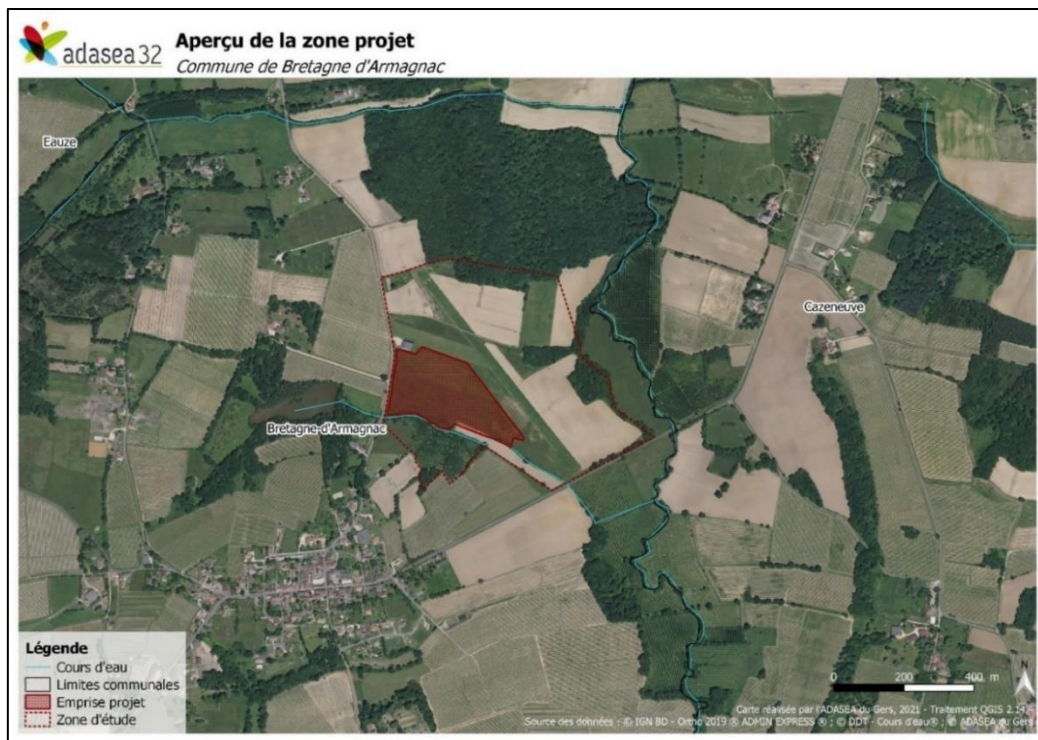 adasea32
Aperçu de la zone projet
Commune de Bretagne d'Armagnac
Eauze
Cazeneuve
Bretagne-d'Armagnac
Légende
Cours d'eau
Limites communales
Emprise projet
Zone d'étude
N
0 200 400 m
Carte réalisée par l'ADASEA du Gers, 2021 - Traitement QGIS 2.14
Source des données : © IGN BD - Ortho 2019 ® ADMIN EXPRESS ® ; © DDT - Cours d'eau® ; © ADASEA du Gers